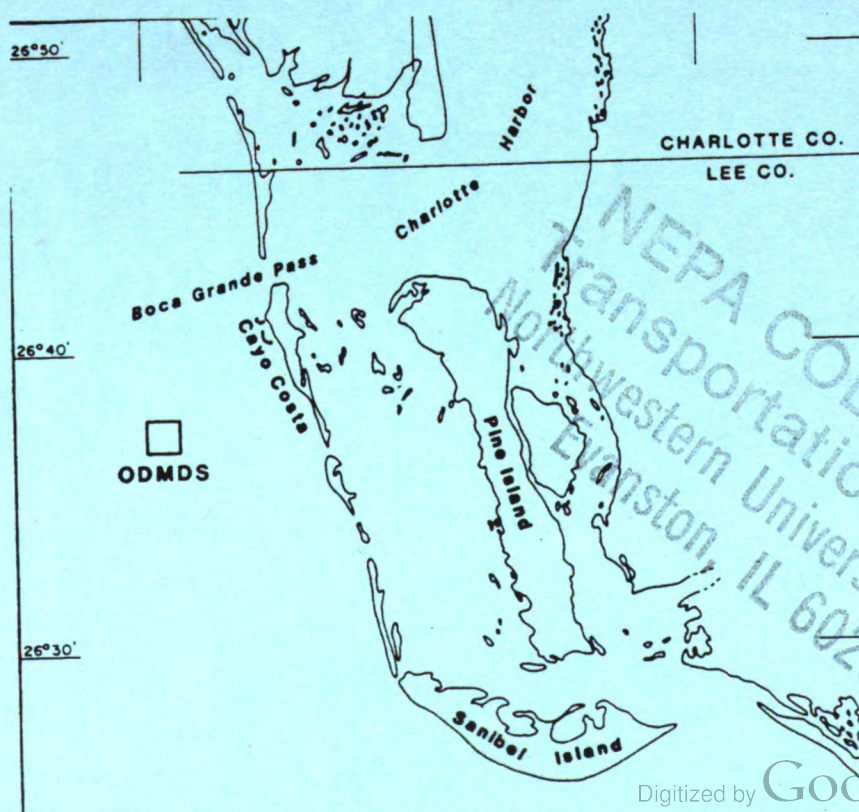 26°50'
Harbor
CHARLOTTE CO.
LEE CO.
Charlotte
Boca Grande Pass
26°40'
Cayo Costa
ODMDS
Pine Island
26°30'
Sanibel Island
NEPA
Transportatio
Northwestern Univers
Evanston, IL 602
Digitized by Goo